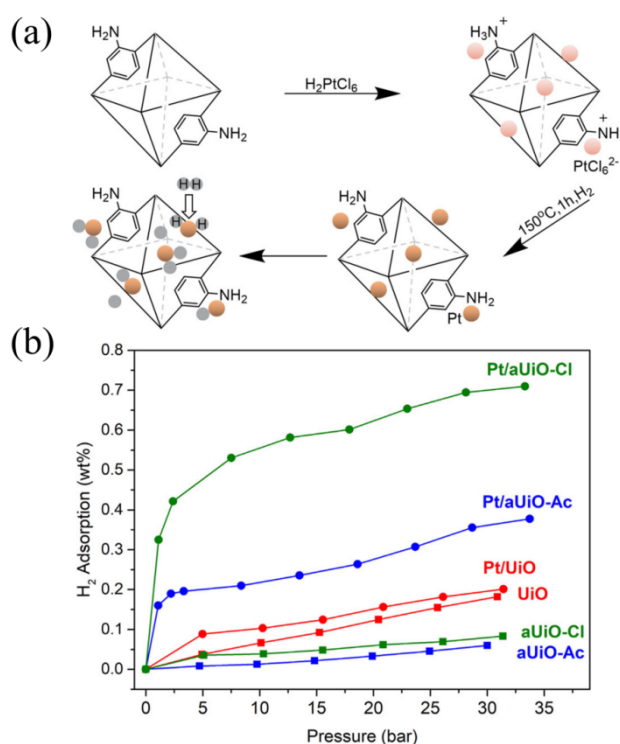 (a)
H₂N
NH₂
H₂PtCl₆
H₃N⁺
⁺
NH
PtCl₆²⁻
150°C,1h,H₂
H₂N
NH₂
Pt
H H
H H
H₂N
NH₂
(b)
H₂ Adsorption (wt%)
0.8
0.7
0.6
0.5
0.4
0.3
0.2
0.1
0.0
Pt/aUiO-Cl
Pt/aUiO-Ac
Pt/UiO
UiO
aUiO-Cl
aUiO-Ac
0 5 10 15 20 25 30 35
Pressure (bar)